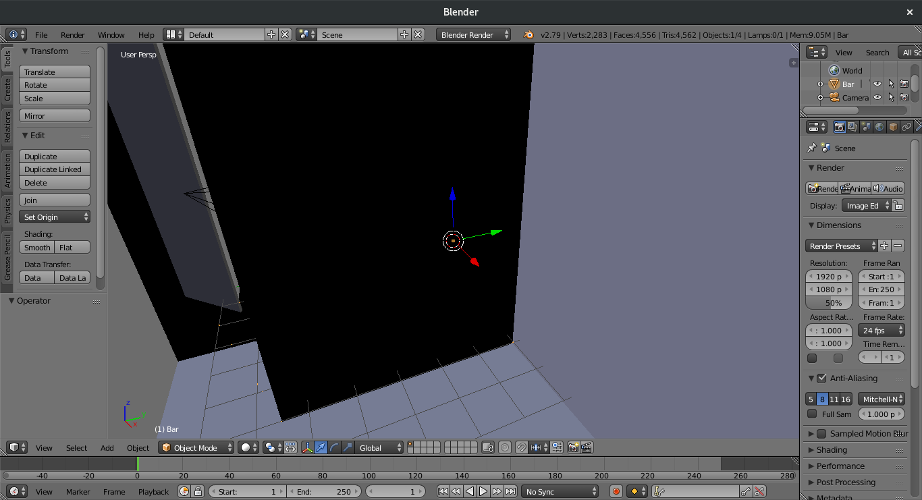 Blender
File Render Window Help Default Scene Blender Render v2.79 | Verts:2,283 | Faces:4,556 | Tris:4,562 | Objects:1/4 | Lamps:0/1 | Mem:9.05M | Bar
View Search All Sc
World
Bar
Camera
Tools
Create
Relations
Animation
Physics
Grease Pencil
Transform
Translate
Rotate
Scale
Mirror
Edit
Duplicate
Duplicate Linked
Delete
Join
Set Origin
Shading:
Smooth Flat
Data Transfer:
Data Data La
Operator
User Persp
z
y
x
(1) Bar
Scene
Render
Rende Anima Audio
Display: Image Ed
Dimensions
Render Presets
Resolution: Frame Ran
1920 p Start :1
1080 p En: 250
50% Fram: 1
Aspect Rat... Frame Rate:
: 1.000 24 fps
: 1.000 Time Rem...
: 1
Anti-Aliasing
5 8 11 16 Mitchell-N
Full Sam 1.000 p
Sampled Motion Blur
Shading
Performance
Post Processing
Metadata
View Select Add Object Object Mode Global
-40 -20 0 20 40 60 80 100 120 140 160 180 200 220 240 260 280
View Marker Frame Playback Start: 1 End: 250 1 No Sync